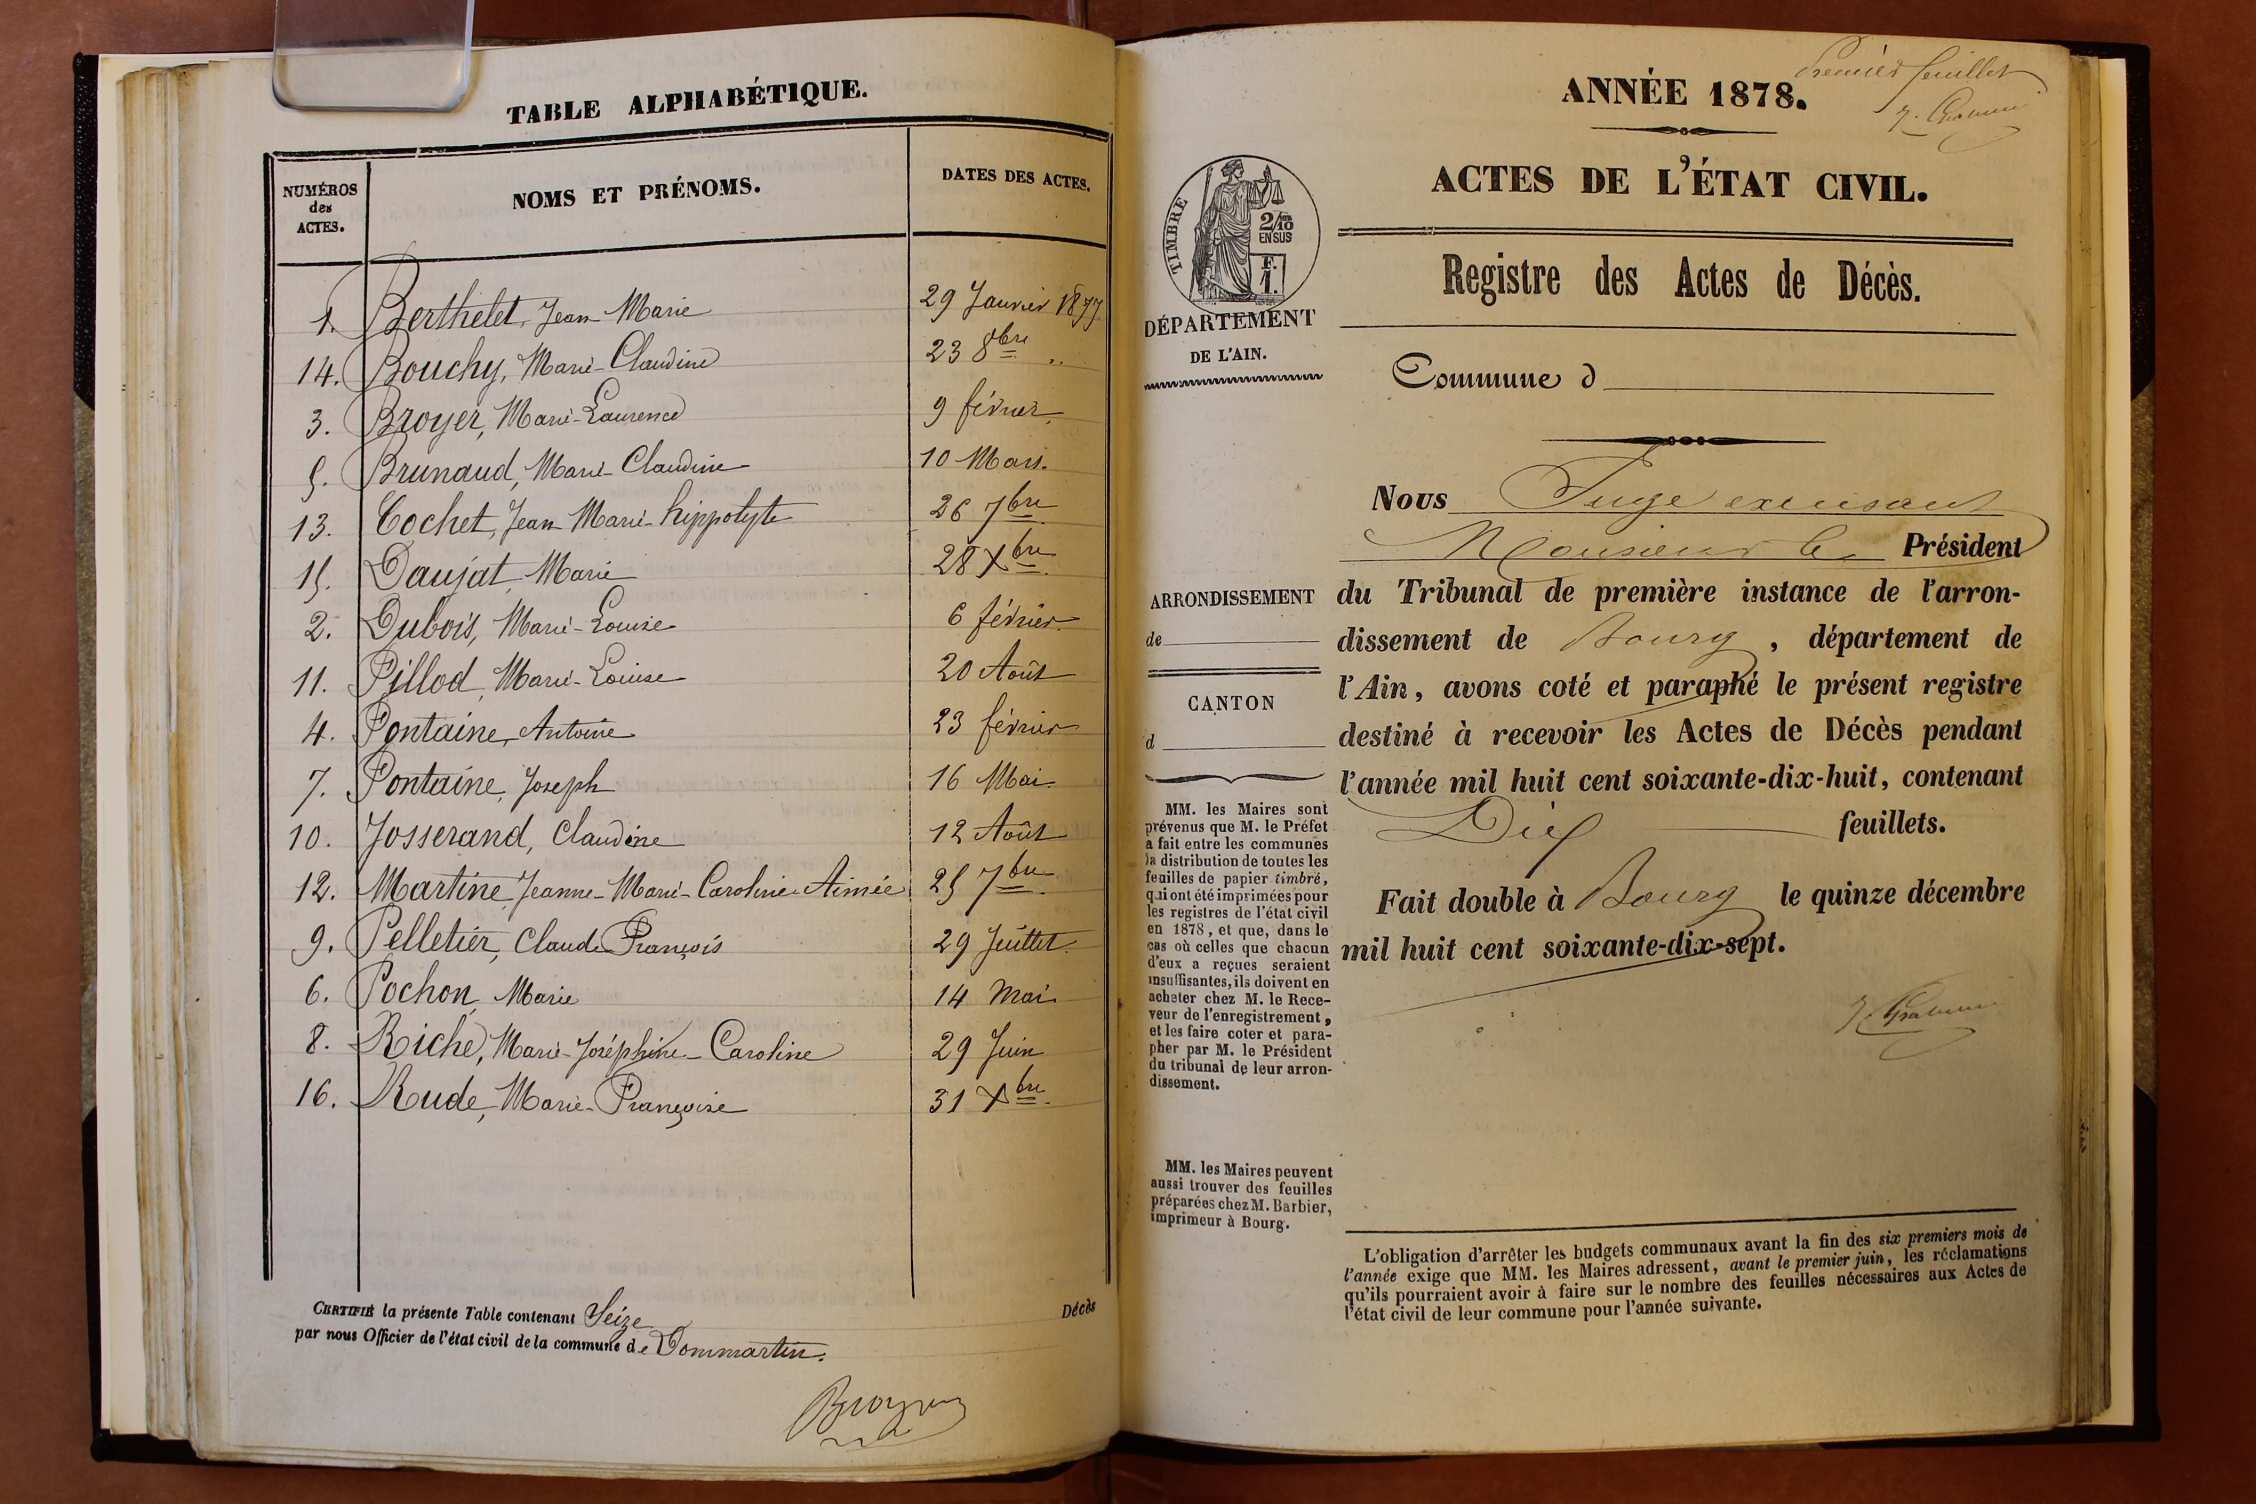 TABLE ALPHABÉTIQUE.
NUMÉROS
des
ACTES.
NOMS ET PRÉNOMS.
DATES DES ACTES.
1. Berthelet, Jean Marie 29 Janvier 1877
14. Bouchy, Marie-Claudine 23 8bre "
3. Broyer, Marie-Laurence 9 février
5. Brunaud, Marie Claudine 10 Mars.
13. Cochet, Jean Marie hippolyte 26 7bre
15. Daujat, Marie 28 Xbre
2. Dubois, Marie-Louise 6 février
11. Fillod, Marie-Louise 20 Août
4. Fontaine, Antoine 23 février
7. Fontaine, Joseph 16 Mai
10. Josserand, Claudine 12 Août
12. Martine, Jeanne-Marie-Caroline-Aimée 25 7bre
9. Pelletier, Claude François 29 Juillet
6. Pochon, Marie 14 Mai
8. Riche, Marie-Joséphine-Caroline 29 Juin
16. Rude, Marie-Françoise 31 Xbre
CERTIFIÉ la présente Table contenant Seize Décès
par nous Officier de l'état civil de la commune de Dommartin.
Broyer
Premier feuillet
ANNÉE 1878.
ACTES DE L'ÉTAT CIVIL.
TIMBRE
2/10
EN SUS
F.
1.
DÉPARTEMENT
DE L'AIN.
Registre des Actes de Décès.
Commune d
ARRONDISSEMENT
de
CANTON
d
MM. les Maires sont
prévenus que M. le Préfet
a fait entre les communes
la distribution de toutes les
feuilles de papier timbré,
qui ont été imprimées pour
les registres de l'état civil
en 1878, et que, dans le
cas où celles que chacun
d'eux a reçues seraient
insuffisantes, ils doivent en
acheter chez M. le Rece-
veur de l'enregistrement,
et les faire coter et para-
pher par M. le Président
du tribunal de leur arron-
dissement.
MM. les Maires peuvent
aussi trouver des feuilles
préparées chez M. Barbier,
imprimeur à Bourg.
Nous Juge excusant
Monsieur le Président
du Tribunal de première instance de l'arron-
dissement de Bourg, département de
l'Ain, avons coté et paraphé le présent registre
destiné à recevoir les Actes de Décès pendant
l'année mil huit cent soixante-dix-huit, contenant
Dix feuillets.
Fait double à Bourg le quinze décembre
mil huit cent soixante-dix-sept.
L'obligation d'arrêter les budgets communaux avant la fin des six premiers mois de
l'année exige que MM. les Maires adressent, avant le premier juin, les réclamations
qu'ils pourraient avoir à faire sur le nombre des feuilles nécessaires aux Actes de
l'état civil de leur commune pour l'année suivante.